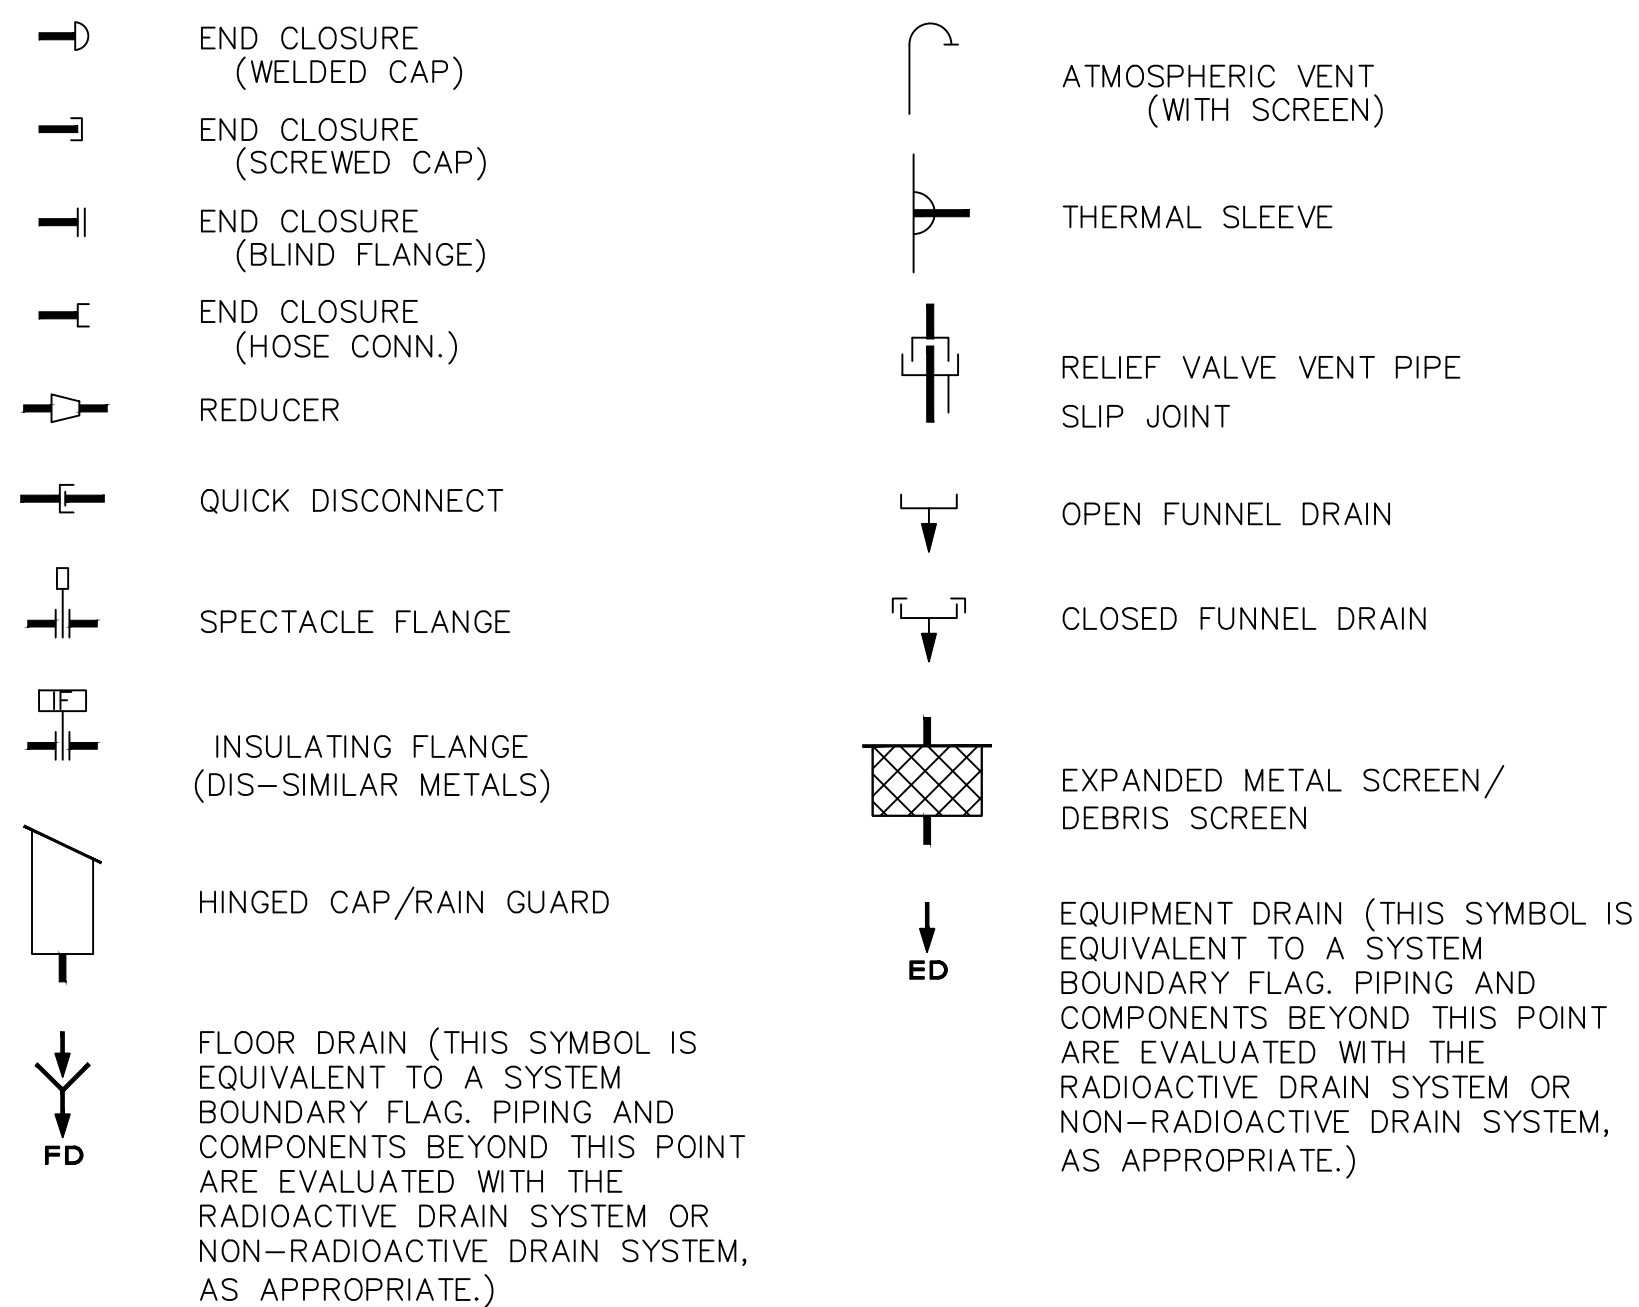 END CLOSURE
(WELDED CAP)
END CLOSURE
(SCREWED CAP)
END CLOSURE
(BLIND FLANGE)
END CLOSURE
(HOSE CONN.)
REDUCER
QUICK DISCONNECT
SPECTACLE FLANGE
IF
INSULATING FLANGE
(DIS-SIMILAR METALS)
HINGED CAP/RAIN GUARD
FD
FLOOR DRAIN (THIS SYMBOL IS
EQUIVALENT TO A SYSTEM
BOUNDARY FLAG. PIPING AND
COMPONENTS BEYOND THIS POINT
ARE EVALUATED WITH THE
RADIOACTIVE DRAIN SYSTEM OR
NON-RADIOACTIVE DRAIN SYSTEM,
AS APPROPRIATE.)
ATMOSPHERIC VENT
(WITH SCREEN)
THERMAL SLEEVE
RELIEF VALVE VENT PIPE
SLIP JOINT
OPEN FUNNEL DRAIN
CLOSED FUNNEL DRAIN
EXPANDED METAL SCREEN/
DEBRIS SCREEN
ED
EQUIPMENT DRAIN (THIS SYMBOL IS
EQUIVALENT TO A SYSTEM
BOUNDARY FLAG. PIPING AND
COMPONENTS BEYOND THIS POINT
ARE EVALUATED WITH THE
RADIOACTIVE DRAIN SYSTEM OR
NON-RADIOACTIVE DRAIN SYSTEM,
AS APPROPRIATE.)